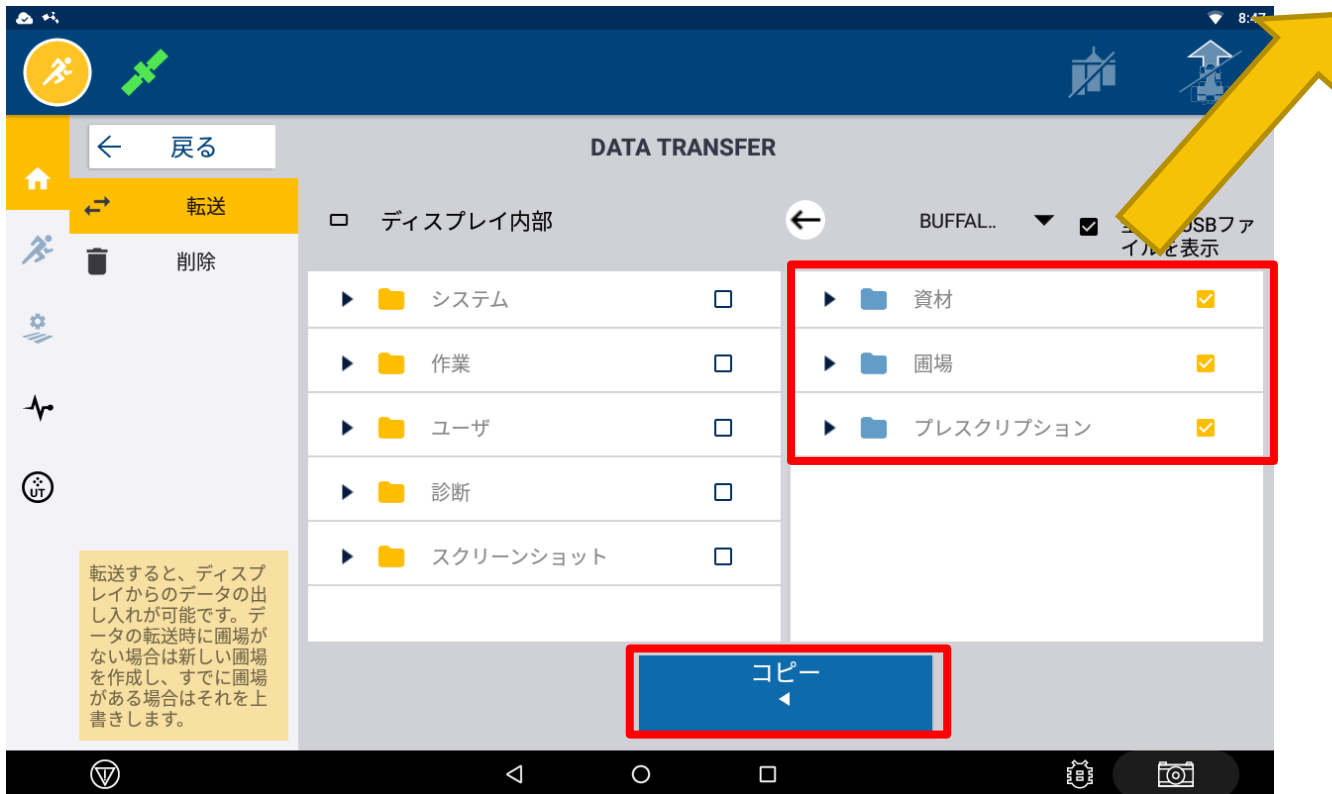 8:47
戻る
DATA TRANSFER
転送
削除
ディスプレイ内部
BUFFAL..
USBファ
イルを表示
システム
作業
ユーザ
診断
スクリーンショット
資材
圃場
プレスクリプション
UT
転送すると、ディスプ
レイからのデータの出
し入れが可能です。デ
ータの転送時に圃場が
ない場合は新しい圃場
を作成し、すでに圃場
がある場合はそれを上
書きします。
コピー